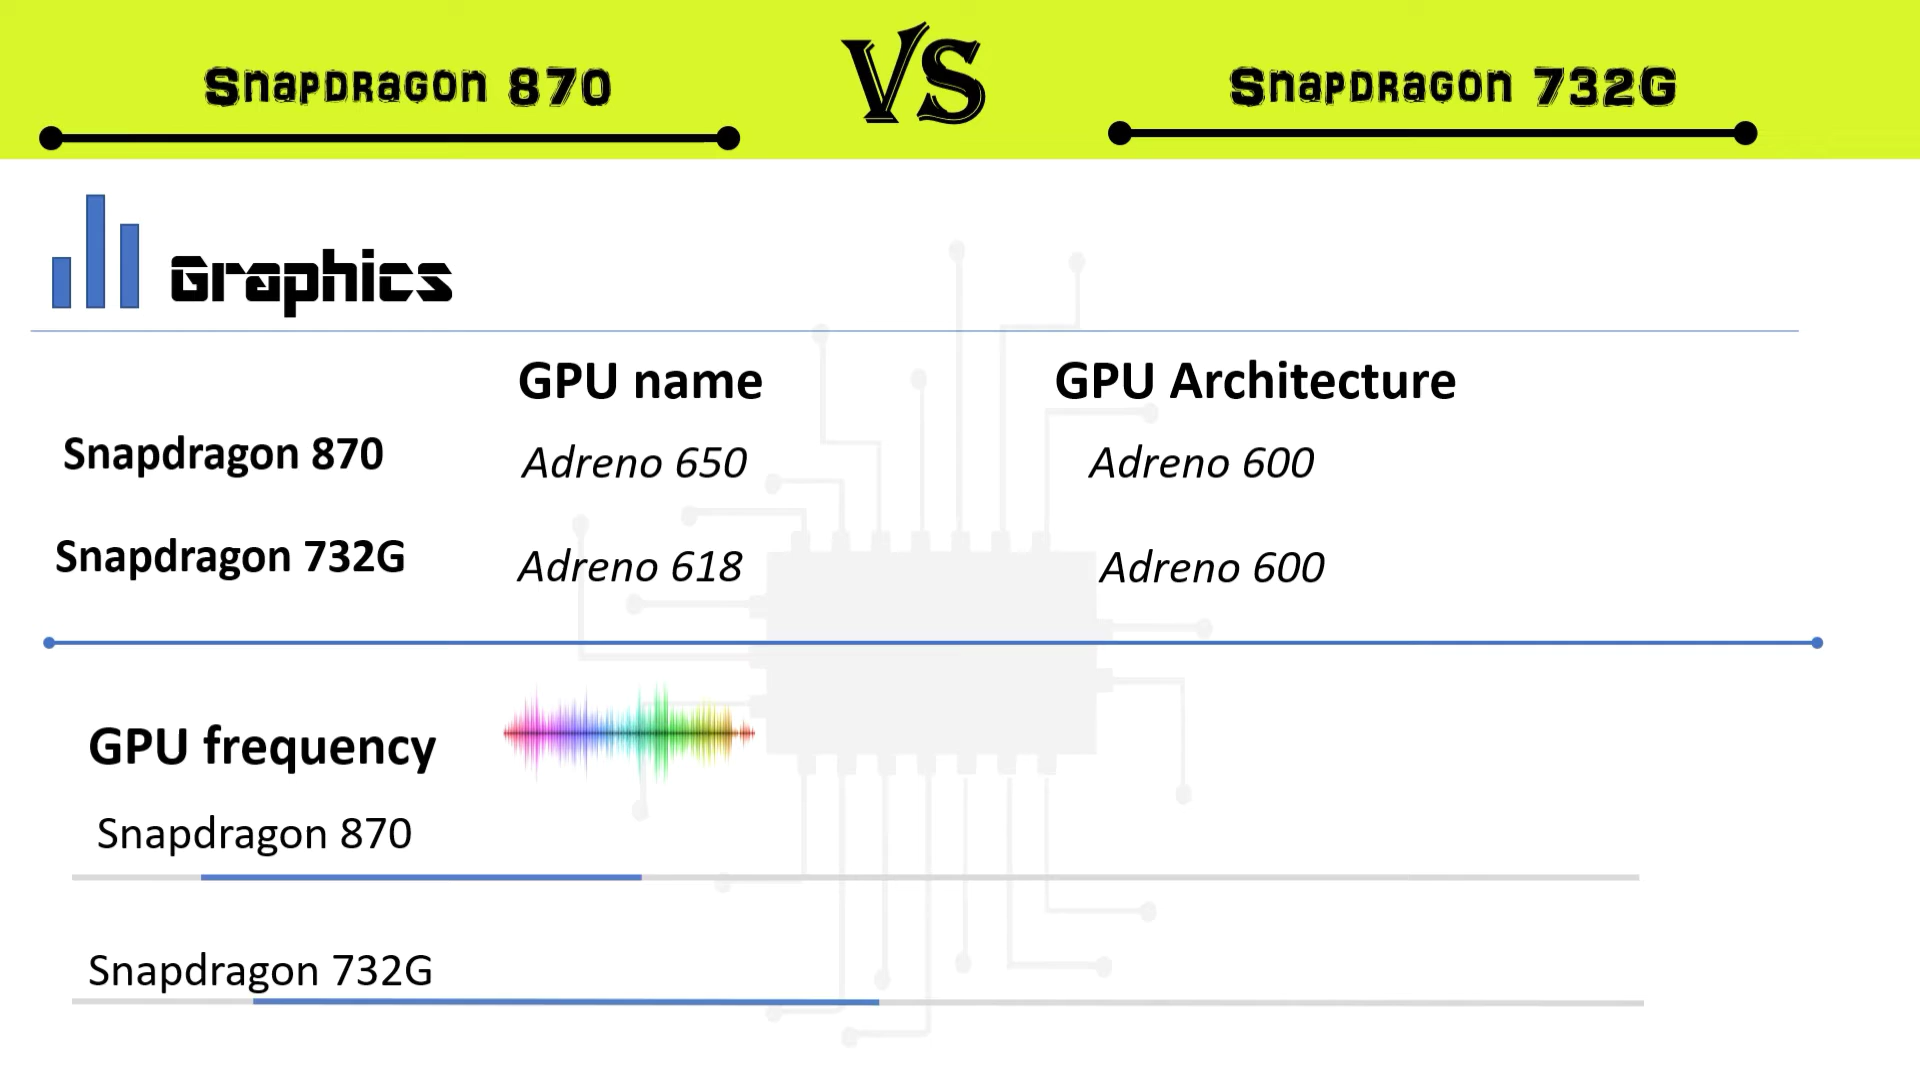 Snapdragon 870
VS
Snapdragon 732G
Graphics
GPU name
GPU Architecture
Snapdragon 870
Adreno 650
Adreno 600
Snapdragon 732G
Adreno 618
Adreno 600
GPU frequency
Snapdragon 870
Snapdragon 732G